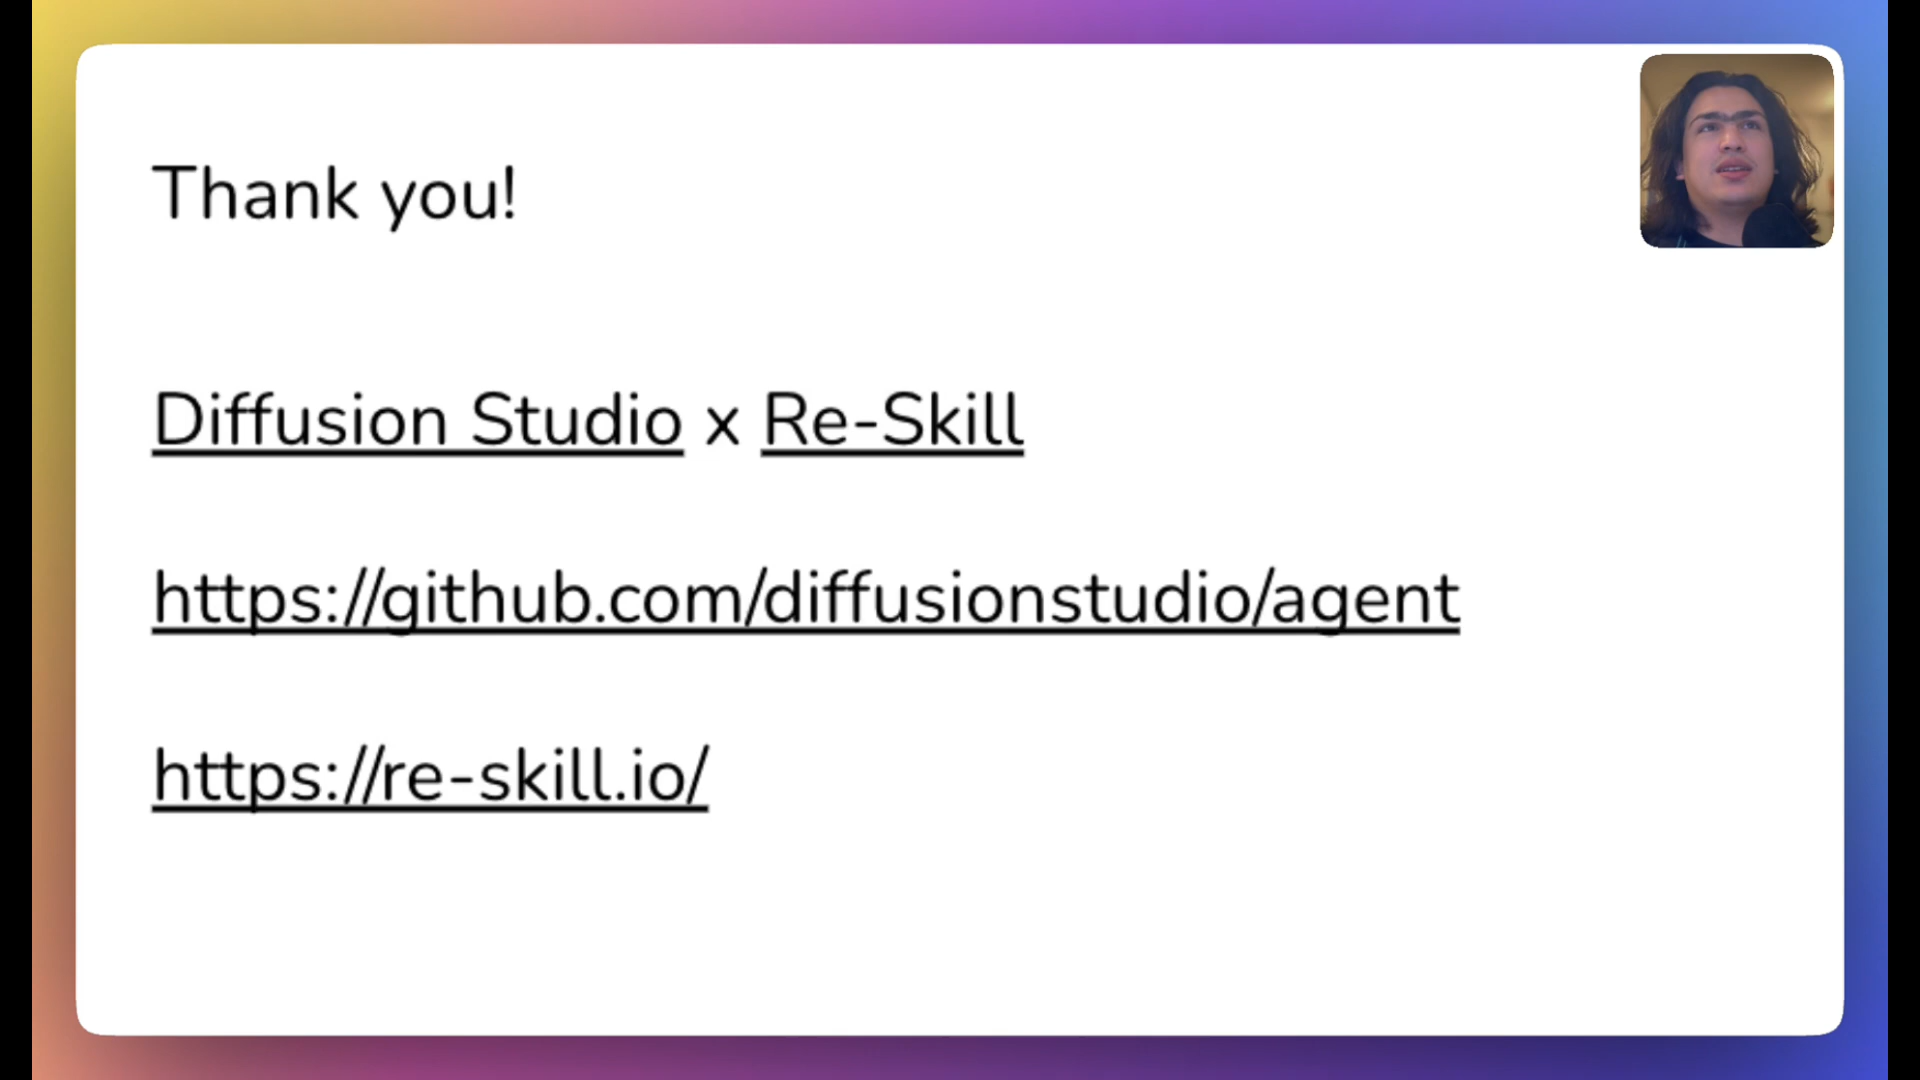 Thank you!
Diffusion Studio x Re-Skill
https://github.com/diffusionstudio/agent
https://re-skill.io/